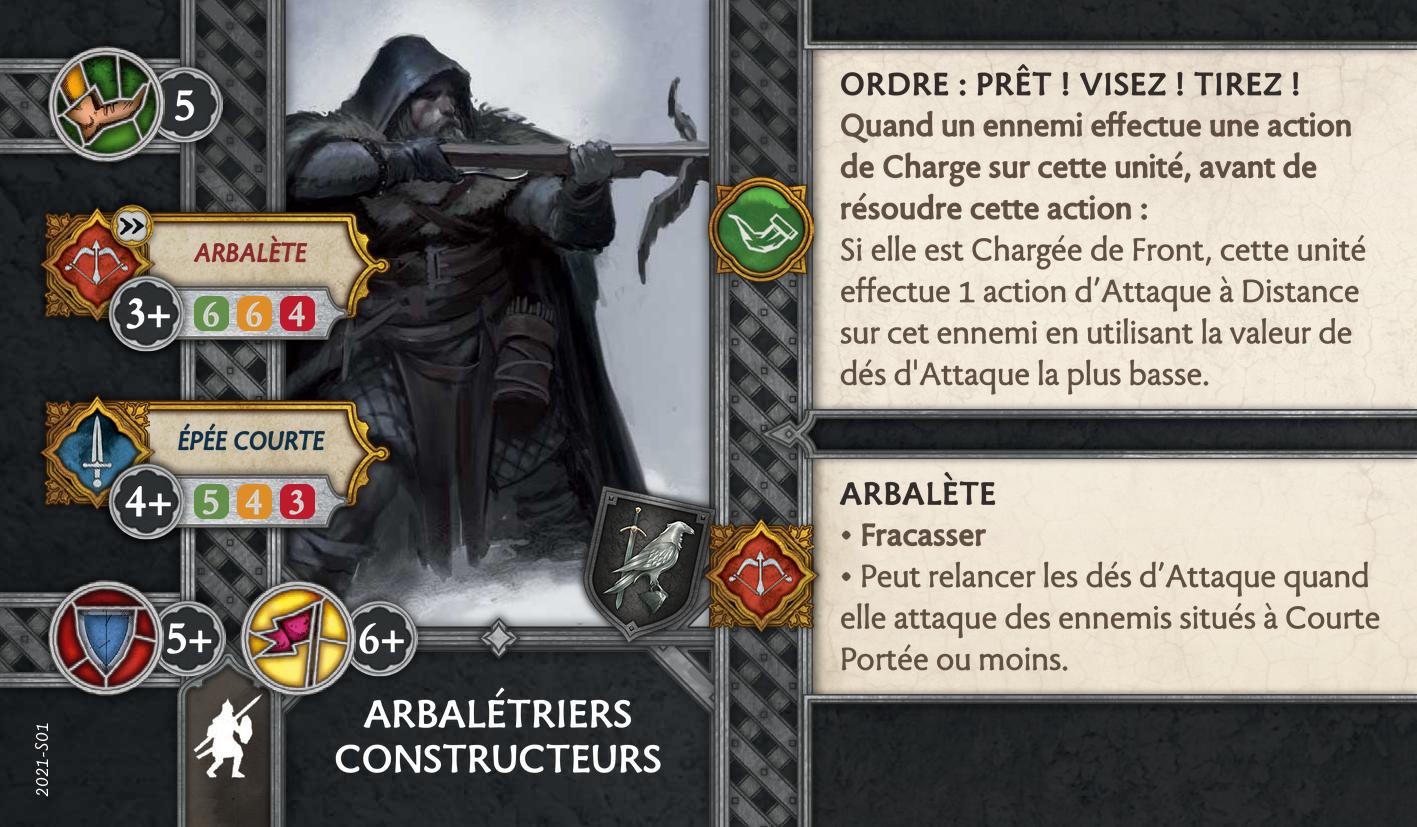 5
ARBALÈTE
3+
6 6 4
ÉPÉE COURTE
4+
5 4 3
5+
6+
ARBALÉTRIERS
CONSTRUCTEURS
2021-S01
ORDRE : PRÊT ! VISEZ ! TIREZ !
Quand un ennemi effectue une action
de Charge sur cette unité, avant de
résoudre cette action :
Si elle est Chargée de Front, cette unité
effectue 1 action d’Attaque à Distance
sur cet ennemi en utilisant la valeur de
dés d'Attaque la plus basse.
ARBALÈTE
• Fracasser
• Peut relancer les dés d’Attaque quand
elle attaque des ennemis situés à Courte
Portée ou moins.